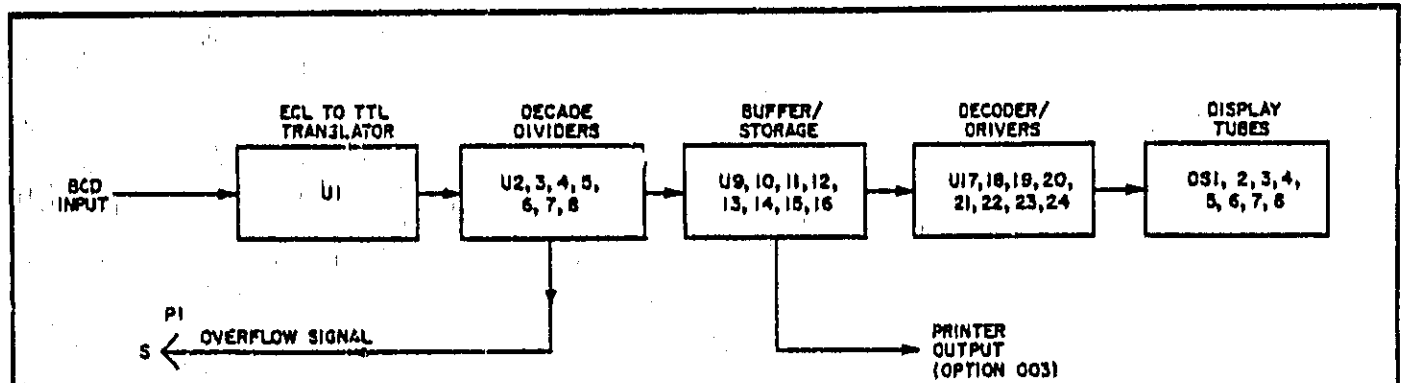 ECL TO TTL
TRANSLATOR
DECADE
DIVIDERS
BUFFER/
STORAGE
DECODER/
DRIVERS
DISPLAY
TUBES
BCD
INPUT
U1
U2, 3, 4, 5,
6, 7, 8
U9, 10, 11, 12,
13, 14, 15, 16
U17, 18, 19, 20,
21, 22, 23, 24
DS1, 2, 3, 4,
5, 6, 7, 8
P1
S
OVERFLOW SIGNAL
PRINTER
OUTPUT
(OPTION 003)